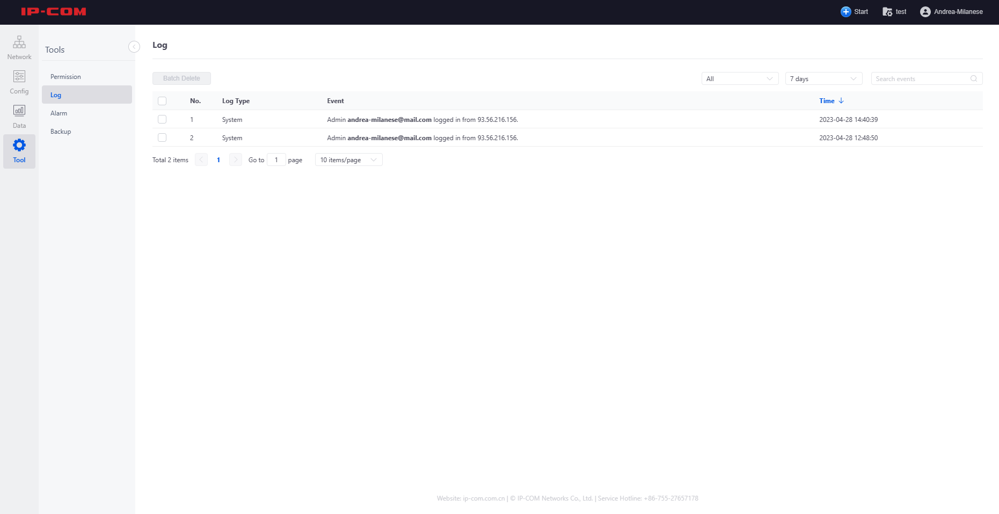 IP-COM
Start
test
Andrea-Milanese
Network
Config
Data
Tool
Tools
Permission
Log
Alarm
Backup
Log
Batch Delete
All
7 days
Search events
No. Log Type Event Time
1 System Admin andrea-milanese@mail.com logged in from 93.56.216.156. 2023-04-28 14:40:39
2 System Admin andrea-milanese@mail.com logged in from 93.56.216.156. 2023-04-28 12:48:50
Total 2 items 1 Go to 1 page 10 items/page
Website: ip-com.com.cn | © IP-COM Networks Co., Ltd. | Service Hotline: +86-755-27657178